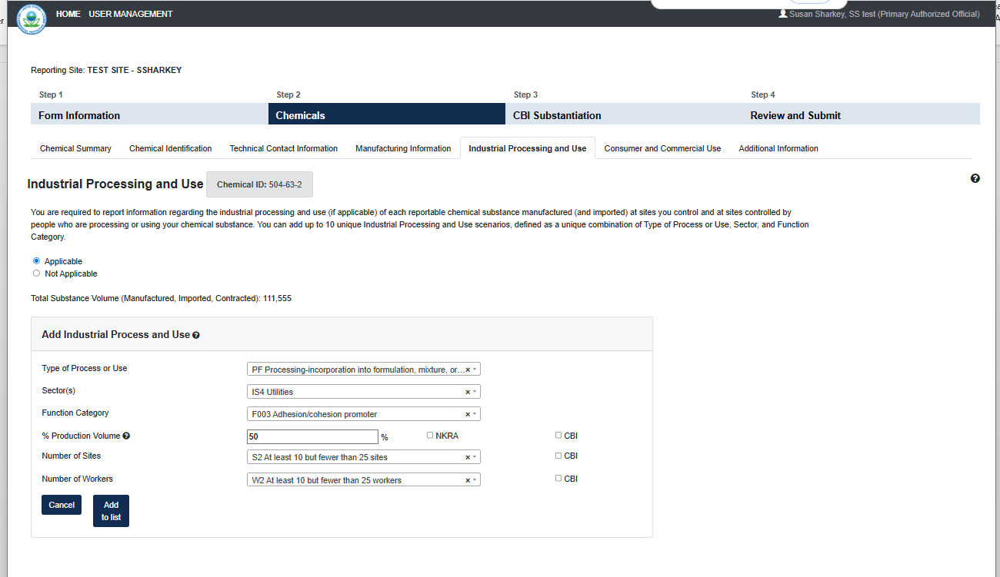 HOME USER MANAGEMENT
Susan Sharkey, SS test (Primary Authorized Official)
Reporting Site: TEST SITE - SSHARKEY
Step 1 Step 2 Step 3 Step 4
Form Information Chemicals CBI Substantiation Review and Submit
Chemical Summary Chemical Identification Technical Contact Information Manufacturing Information Industrial Processing and Use Consumer and Commercial Use Additional Information
Industrial Processing and Use Chemical ID: 504-63-2
You are required to report information regarding the industrial processing and use (if applicable) of each reportable chemical substance manufactured (and imported) at sites you control and at sites controlled by
people who are processing or using your chemical substance. You can add up to 10 unique Industrial Processing and Use scenarios, defined as a unique combination of Type of Process or Use, Sector, and Function
Category.
Applicable
Not Applicable
Total Substance Volume (Manufactured, Imported, Contracted): 111,555
Add Industrial Process and Use
Type of Process or Use PF Processing-incorporation into formulation, mixture, or...
Sector(s) IS4 Utilities
Function Category F003 Adhesion/cohesion promoter
% Production Volume 50 % NKRA CBI
Number of Sites S2 At least 10 but fewer than 25 sites CBI
Number of Workers W2 At least 10 but fewer than 25 workers CBI
Cancel Add
to list